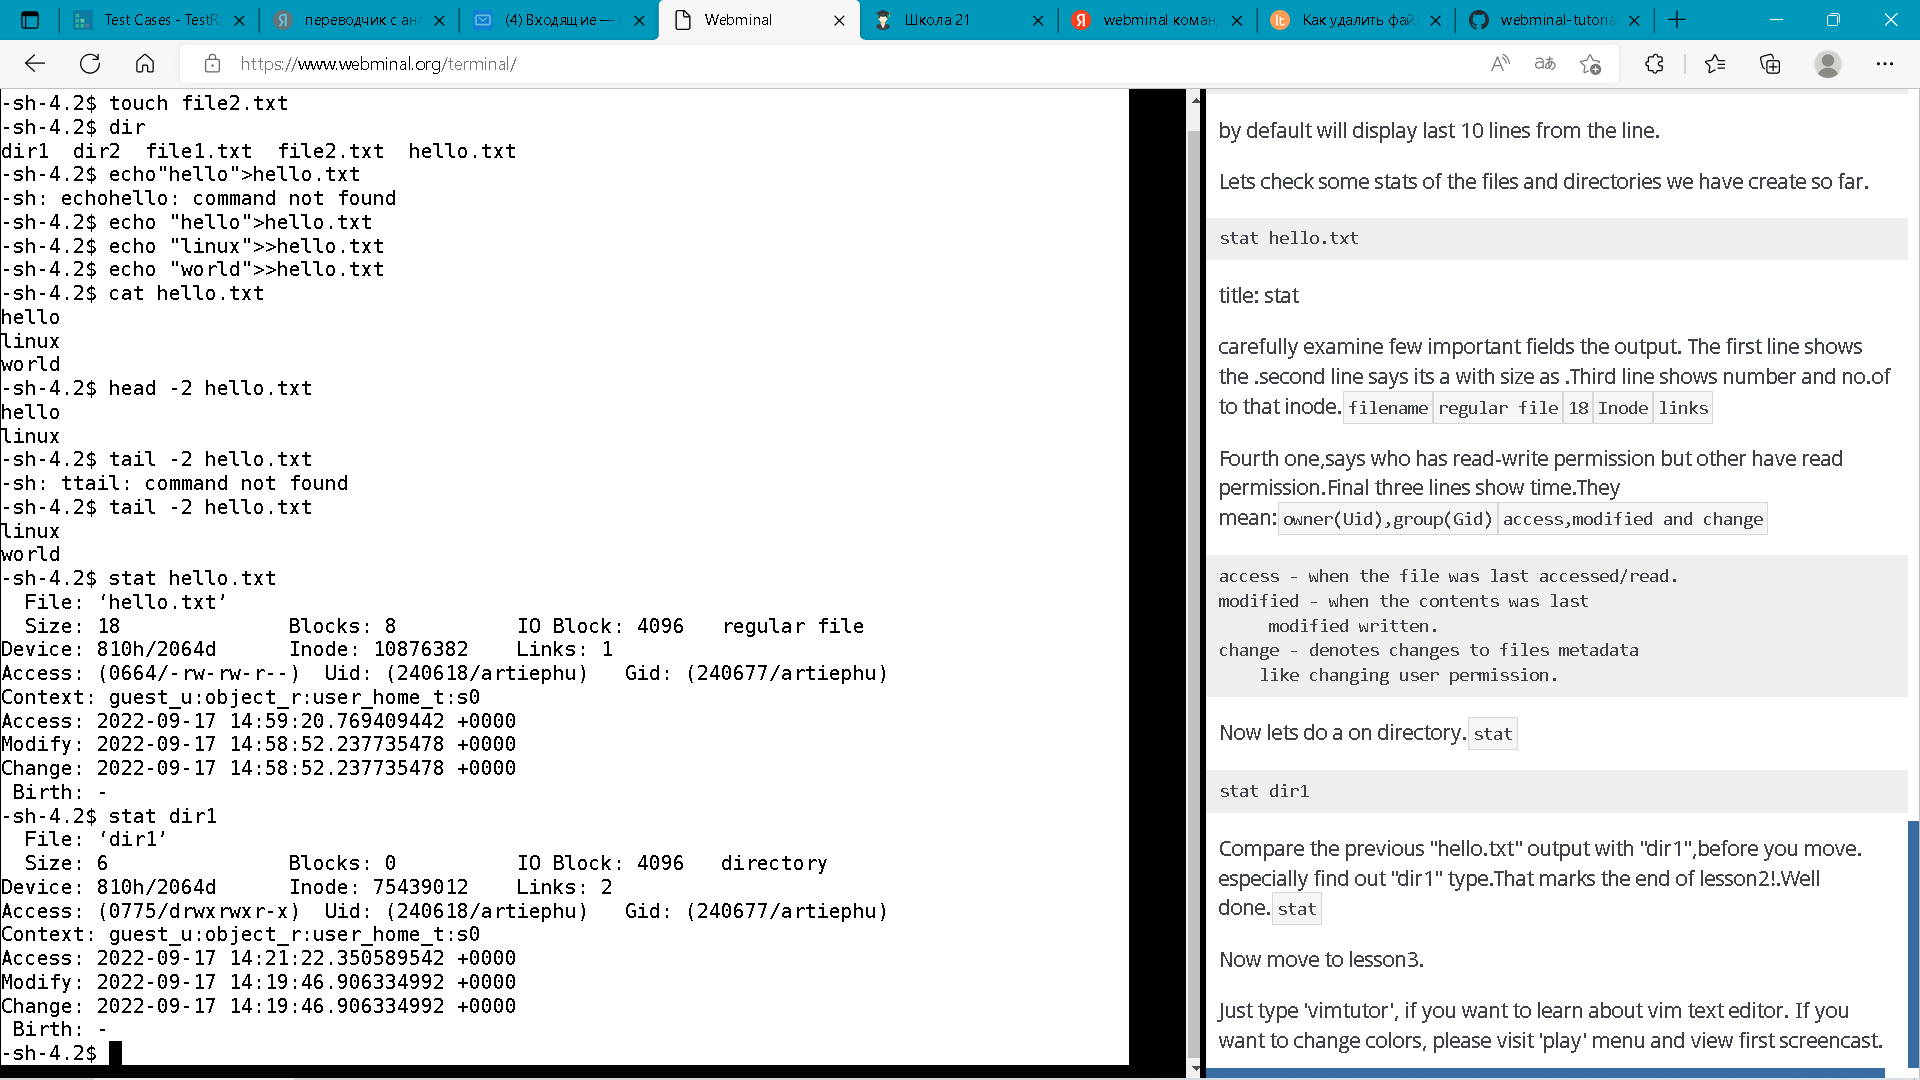 Test Cases - TestR
переводчик с анг
(4) Входящие —
Webminal
Школа 21
webminal коман
Как удалить фай
webminal-tutoria
https://www.webminal.org/terminal/
-sh-4.2$ touch file2.txt
-sh-4.2$ dir
dir1  dir2  file1.txt  file2.txt  hello.txt
-sh-4.2$ echo"hello">hello.txt
-sh: echohello: command not found
-sh-4.2$ echo "hello">hello.txt
-sh-4.2$ echo "linux">>hello.txt
-sh-4.2$ echo "world">>hello.txt
-sh-4.2$ cat hello.txt
hello
linux
world
-sh-4.2$ head -2 hello.txt
hello
linux
-sh-4.2$ tail -2 hello.txt
-sh: ttail: command not found
-sh-4.2$ tail -2 hello.txt
linux
world
-sh-4.2$ stat hello.txt
  File: ‘hello.txt’
  Size: 18              Blocks: 8          IO Block: 4096   regular file
Device: 810h/2064d      Inode: 10876382    Links: 1
Access: (0664/-rw-rw-r--)  Uid: (240618/artiephu)   Gid: (240677/artiephu)
Context: guest_u:object_r:user_home_t:s0
Access: 2022-09-17 14:59:20.769409442 +0000
Modify: 2022-09-17 14:58:52.237735478 +0000
Change: 2022-09-17 14:58:52.237735478 +0000
 Birth: -
-sh-4.2$ stat dir1
  File: ‘dir1’
  Size: 6               Blocks: 0          IO Block: 4096   directory
Device: 810h/2064d      Inode: 75439012    Links: 2
Access: (0775/drwxrwxr-x)  Uid: (240618/artiephu)   Gid: (240677/artiephu)
Context: guest_u:object_r:user_home_t:s0
Access: 2022-09-17 14:21:22.350589542 +0000
Modify: 2022-09-17 14:19:46.906334992 +0000
Change: 2022-09-17 14:19:46.906334992 +0000
 Birth: -
-sh-4.2$
by default will display last 10 lines from the line.
Lets check some stats of the files and directories we have create so far.
stat hello.txt
title: stat
carefully examine few important fields the output. The first line shows
the .second line says its a with size as .Third line shows number and no.of
to that inode. filename regular file 18 Inode links
Fourth one,says who has read-write permission but other have read
permission.Final three lines show time.They
mean: owner(Uid),group(Gid) access,modified and change
access - when the file was last accessed/read.
modified - when the contents was last
modified written.
change - denotes changes to files metadata
like changing user permission.
Now lets do a on directory. stat
stat dir1
Compare the previous "hello.txt" output with "dir1",before you move.
especially find out "dir1" type.That marks the end of lesson2!.Well
done. stat
Now move to lesson3.
Just type 'vimtutor', if you want to learn about vim text editor. If you
want to change colors, please visit 'play' menu and view first screencast.